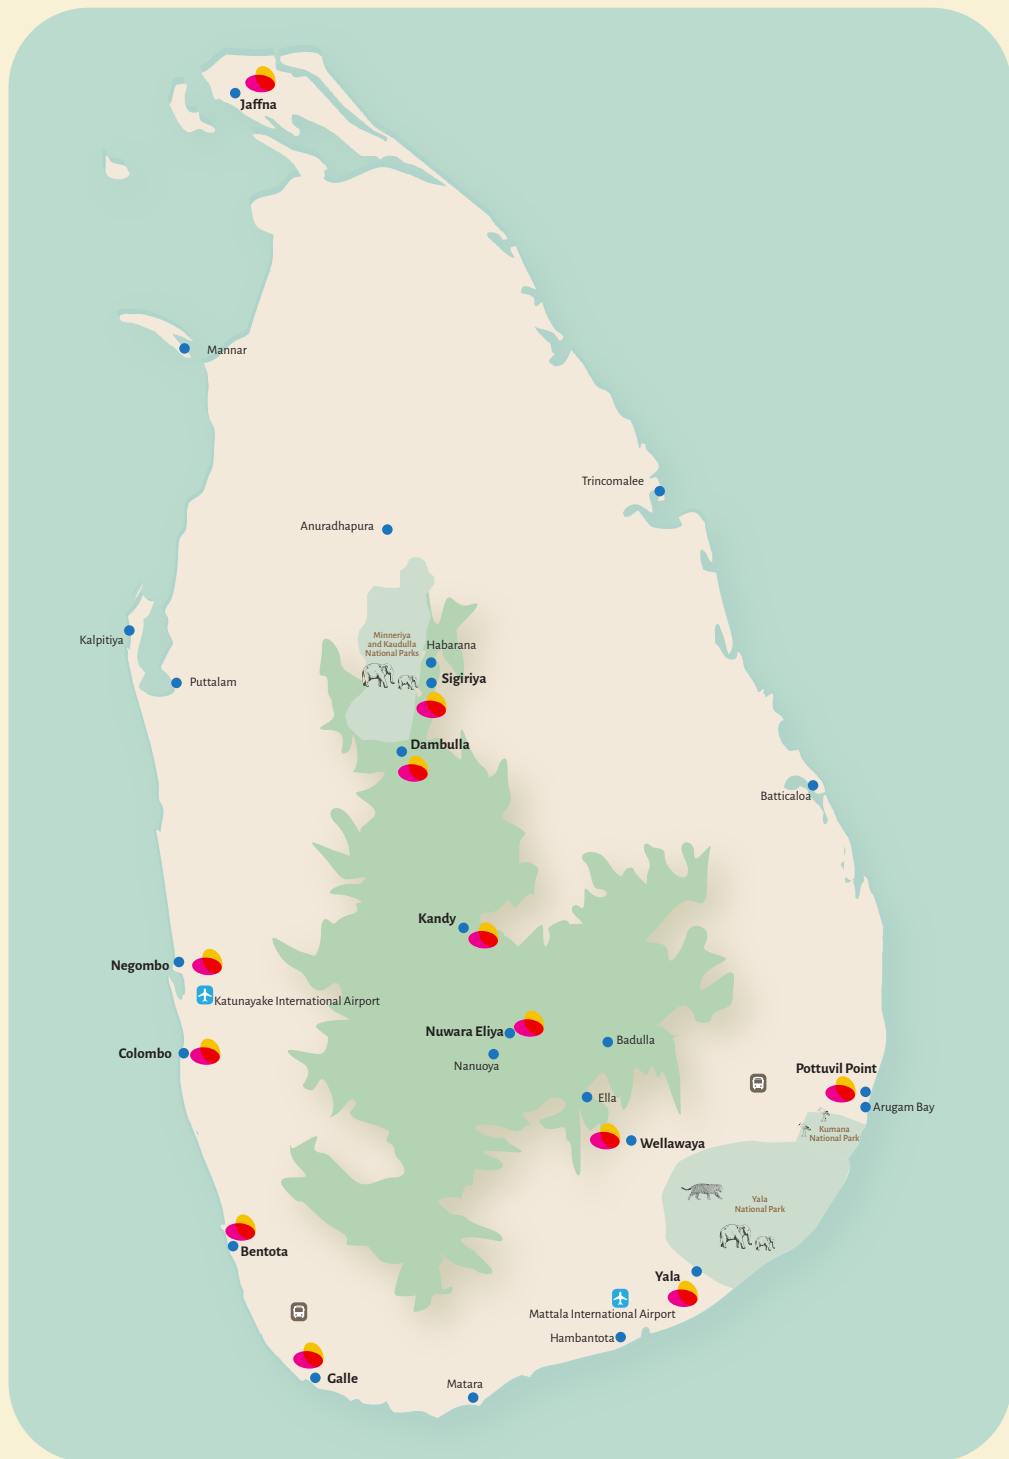 Jaffna
Mannar
Trincomalee
Anuradhapura
Kalpitiya
Minneriya
and Kaudulla
National Parks
Habarana
Sigiriya
Puttalam
Dambulla
Batticaloa
Kandy
Negombo
Katunayake International Airport
Colombo
Nuwara Eliya
Nanuoya
Badulla
Pottuvil Point
Ella
Arugam Bay
Kumana
National Park
Wellawaya
Yala
National Park
Bentota
Yala
Mattala International Airport
Hambantota
Galle
Matara